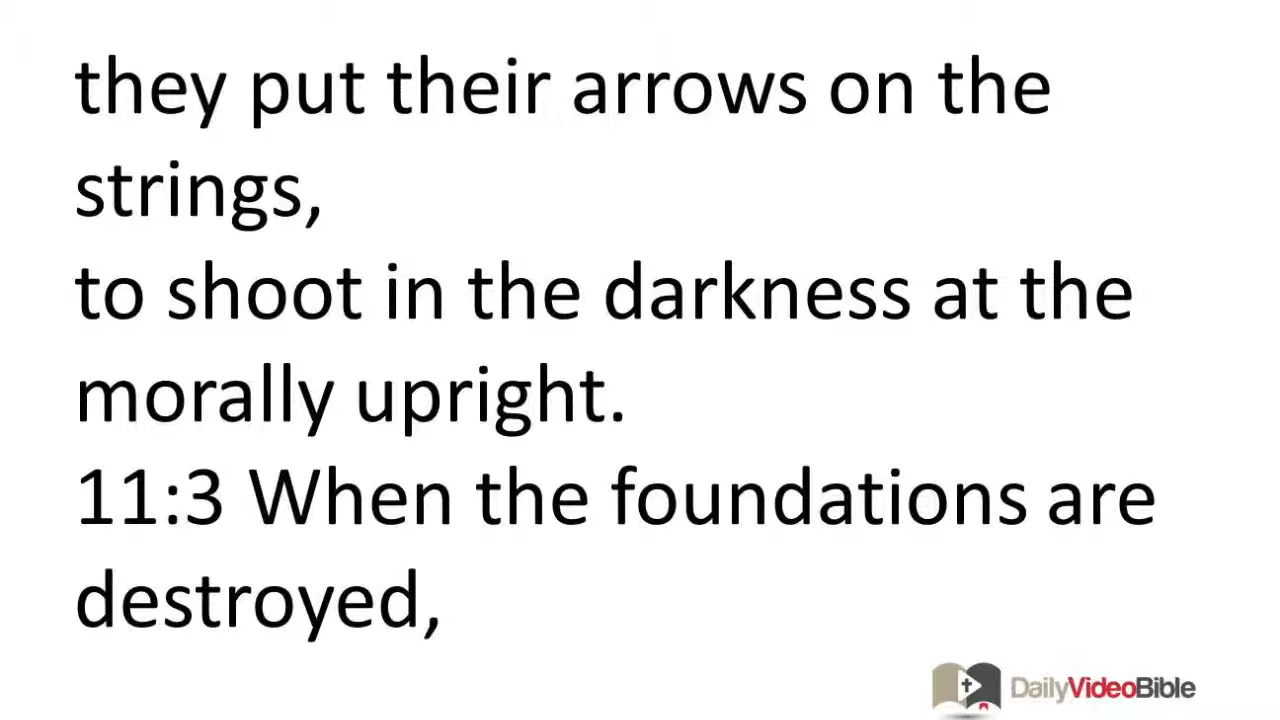 they put their arrows on the
strings,
to shoot in the darkness at the
morally upright.
11:3 When the foundations are
destroyed,
DailyVideoBible